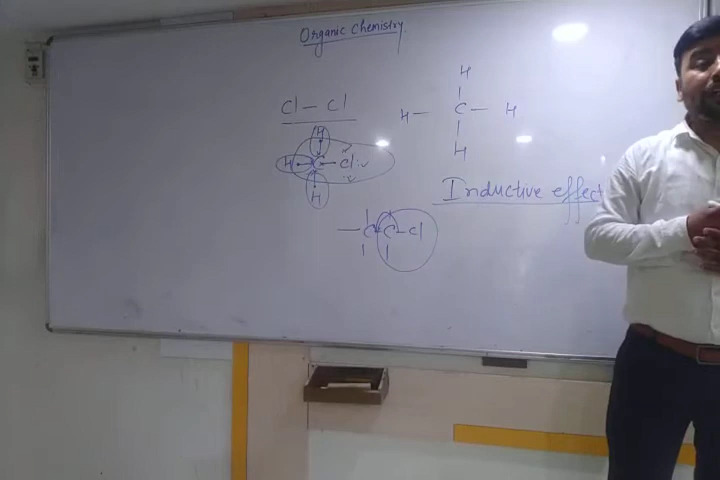 Organic Chemistry
Cl — Cl
H
H — C — H
H
H
H — C — Cl
H
Inductive effect
— C — C — Cl